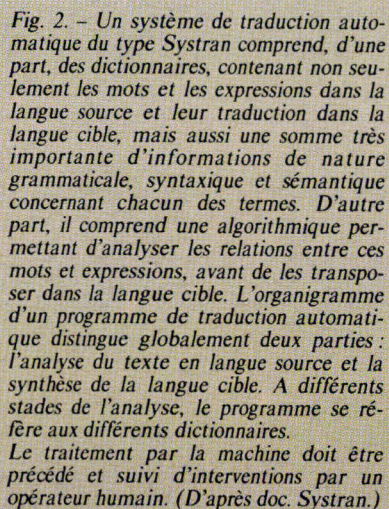 Fig. 2. – Un système de traduction auto-
matique du type Systran comprend, d'une
part, des dictionnaires, contenant non seu-
lement les mots et les expressions dans la
langue source et leur traduction dans la
langue cible, mais aussi une somme très
importante d'informations de nature
grammaticale, syntaxique et sémantique
concernant chacun des termes. D'autre
part, il comprend une algorithmique per-
mettant d'analyser les relations entre ces
mots et expressions, avant de les transpo-
ser dans la langue cible. L'organigramme
d'un programme de traduction automati-
que distingue globalement deux parties :
l'analyse du texte en langue source et la
synthèse de la langue cible. A différents
stades de l'analyse, le programme se ré-
fère aux différents dictionnaires.
Le traitement par la machine doit être
précédé et suivi d'interventions par un
opérateur humain. (D'après doc. Systran.)